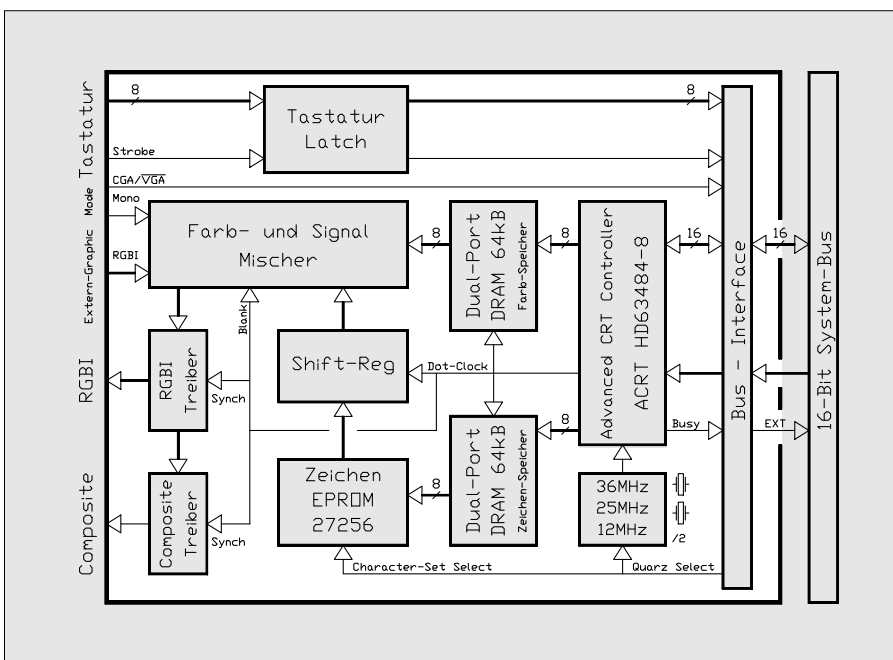 Tastatur
8
Tastatur
Latch
8
Strobe
CGA/VGA
Mono
Extern-Graphic Mode
RGBI
Farb- und Signal
Mischer
8
Dual-Port
DRAM 64kB
Farb-Speicher
8
Advanced CRT Controller
ACRT HD63484-8
16
Bus - Interface
16
16-Bit System-Bus
Blank
RGBI
RGBI
Treiber
Synch
Shift-Reg
Dot-Clock
Dual-Port
DRAM 64kB
Zeichen-Speicher
8
Busy
EXT
Composite
Composite
Treiber
Synch
Zeichen
EPROM
27256
8
36MHz
25MHz
12MHz
/2
Character-Set Select
Quarz Select